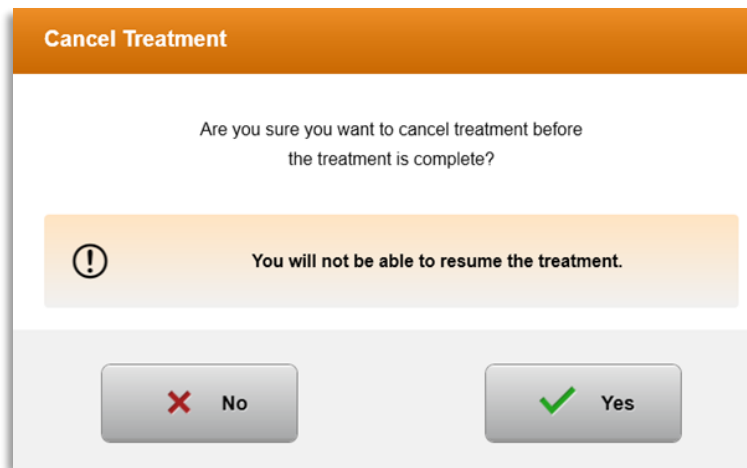 Cancel Treatment
Are you sure you want to cancel treatment before
the treatment is complete?
You will not be able to resume the treatment.
No
Yes